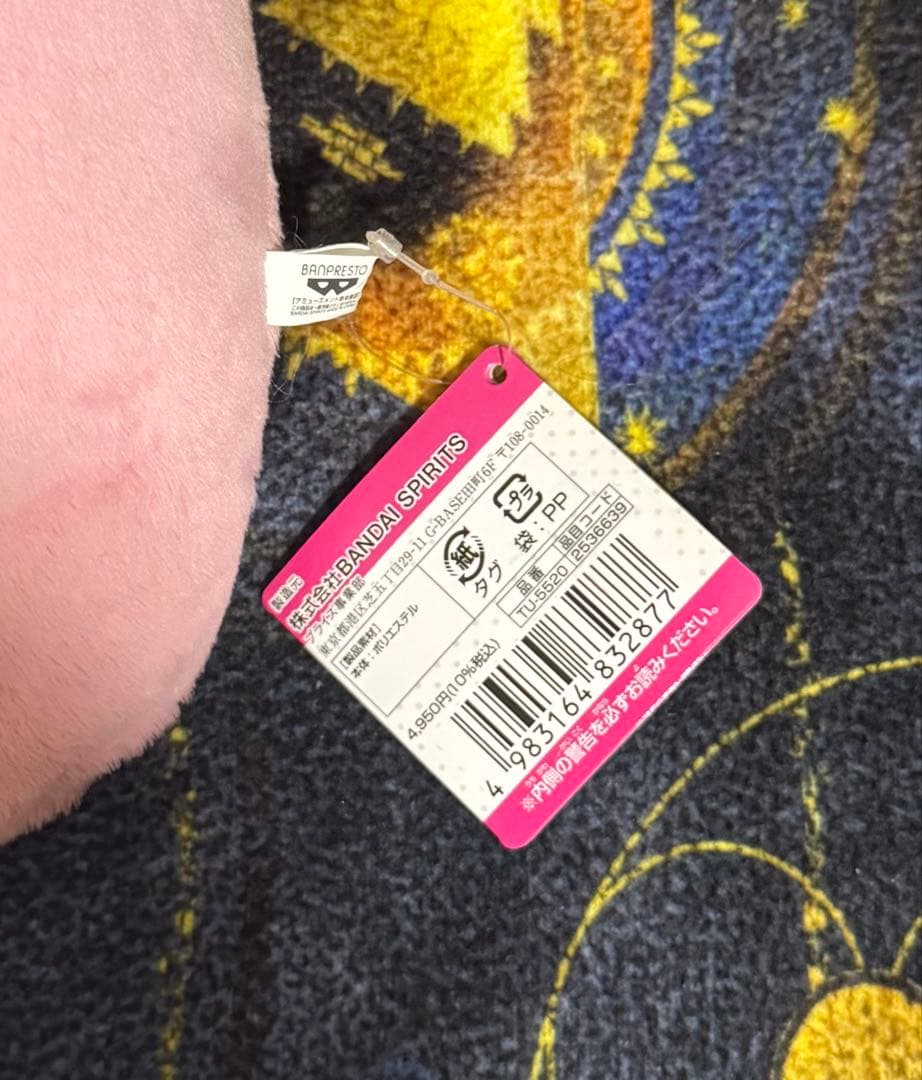 BANPRESTO
製造元
株式会社BANDAI SPIRITS
プライズ事業部
東京都港区芝五丁目29-11 G-BASE田町6F 〒108-0014
[製品素材]
本体：ポリエステル
紙
タグ
プラ
袋：PP
品番
品目コード
TU-5520
2536639
4,950円(10%税込)
4 983164 832877
※内側の警告を必ずお読みください。